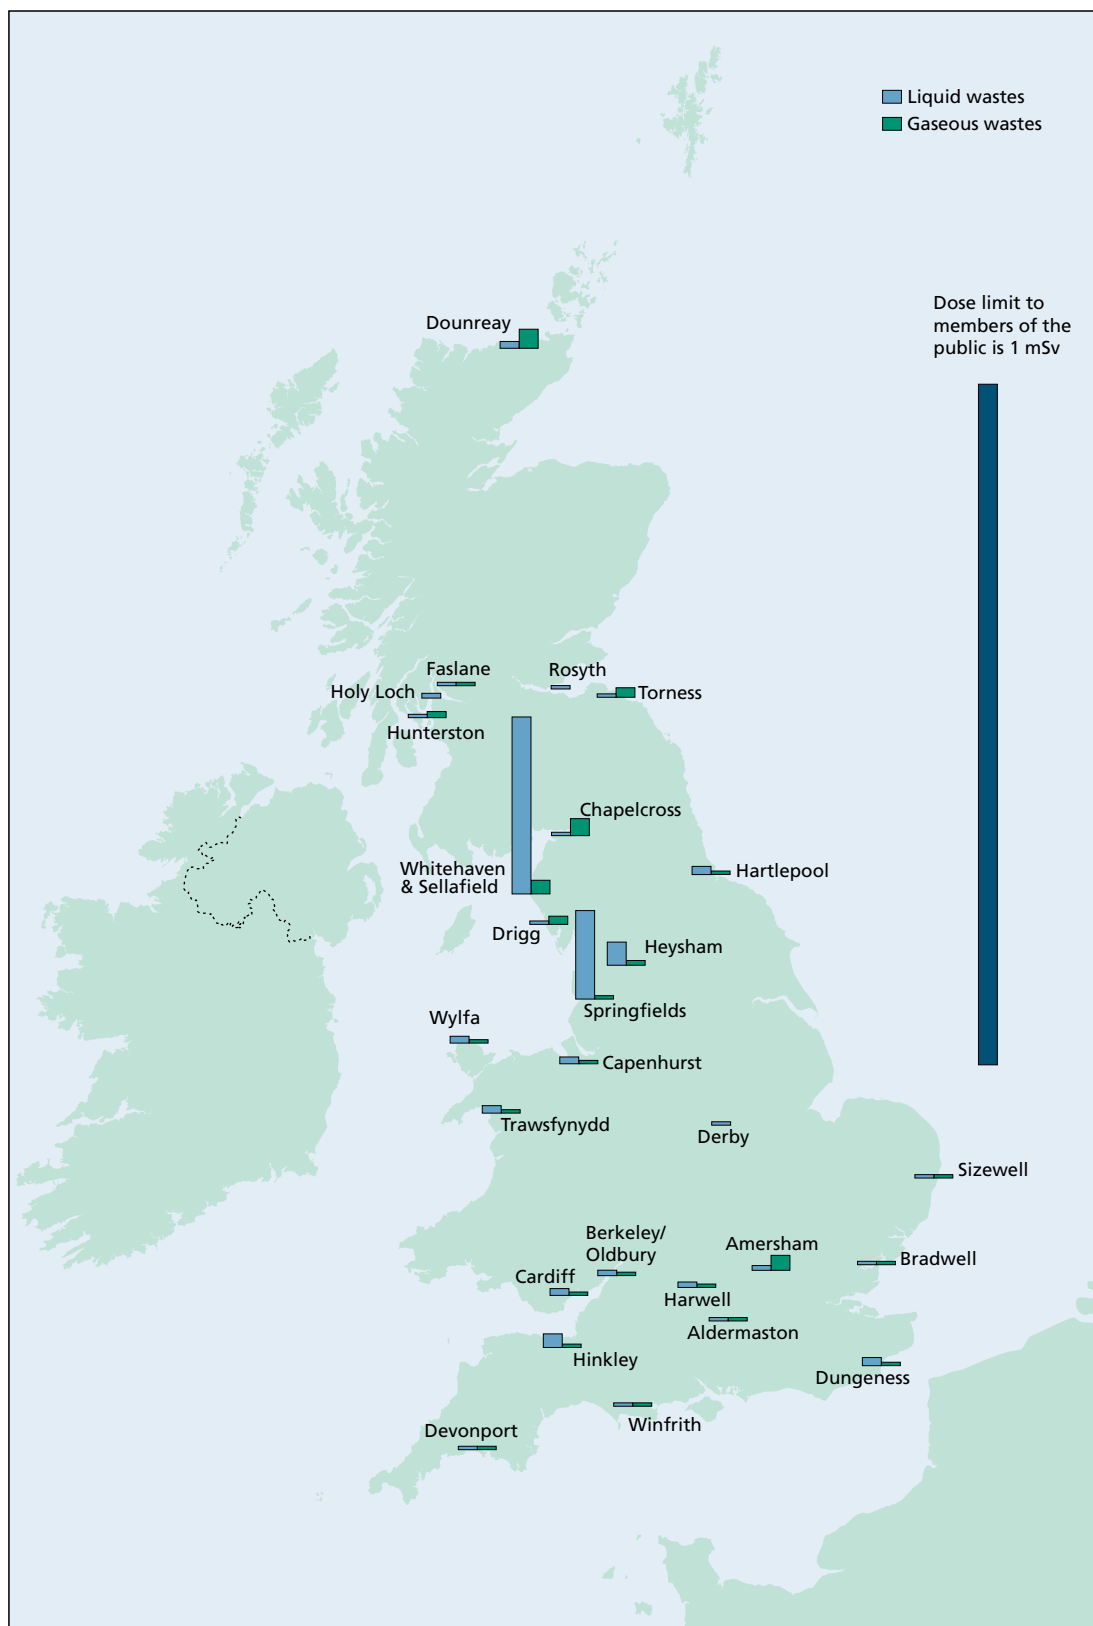 Liquid wastes
Gaseous wastes
Dose limit to
members of the
public is 1 mSv
Dounreay
Faslane
Rosyth
Holy Loch
Torness
Hunterston
Chapelcross
Whitehaven
& Sellafield
Hartlepool
Drigg
Heysham
Springfields
Wylfa
Capenhurst
Trawsfynydd
Derby
Sizewell
Berkeley/
Oldbury
Amersham
Bradwell
Cardiff
Harwell
Aldermaston
Hinkley
Dungeness
Winfrith
Devonport